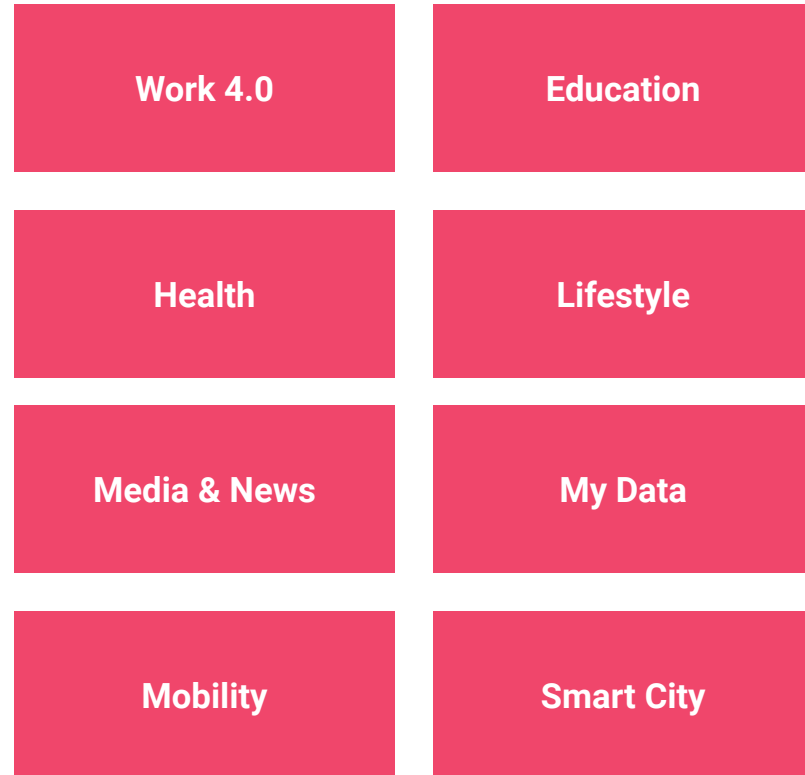 Work 4.0
Education
Health
Lifestyle
Media & News
My Data
Mobility
Smart City